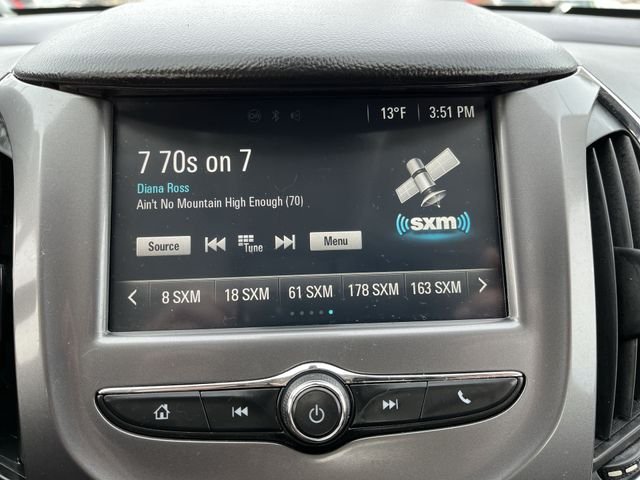 13°F 3:51 PM
7 70s on 7
Diana Ross
Ain't No Mountain High Enough (70)
sxm
Source Tune Menu
8 SXM 18 SXM 61 SXM 178 SXM 163 SXM